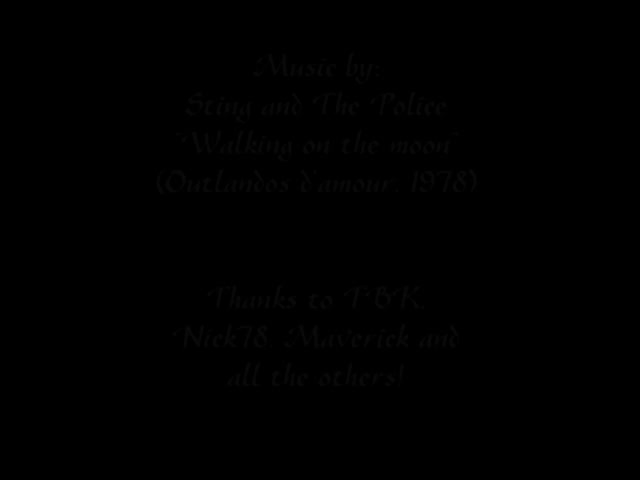 Music by:
Sting and The Police
"Walking on the moon"
(Outlandos d'amour, 1978)
Thanks to TBK,
Nick78, Maverick and
all the others!